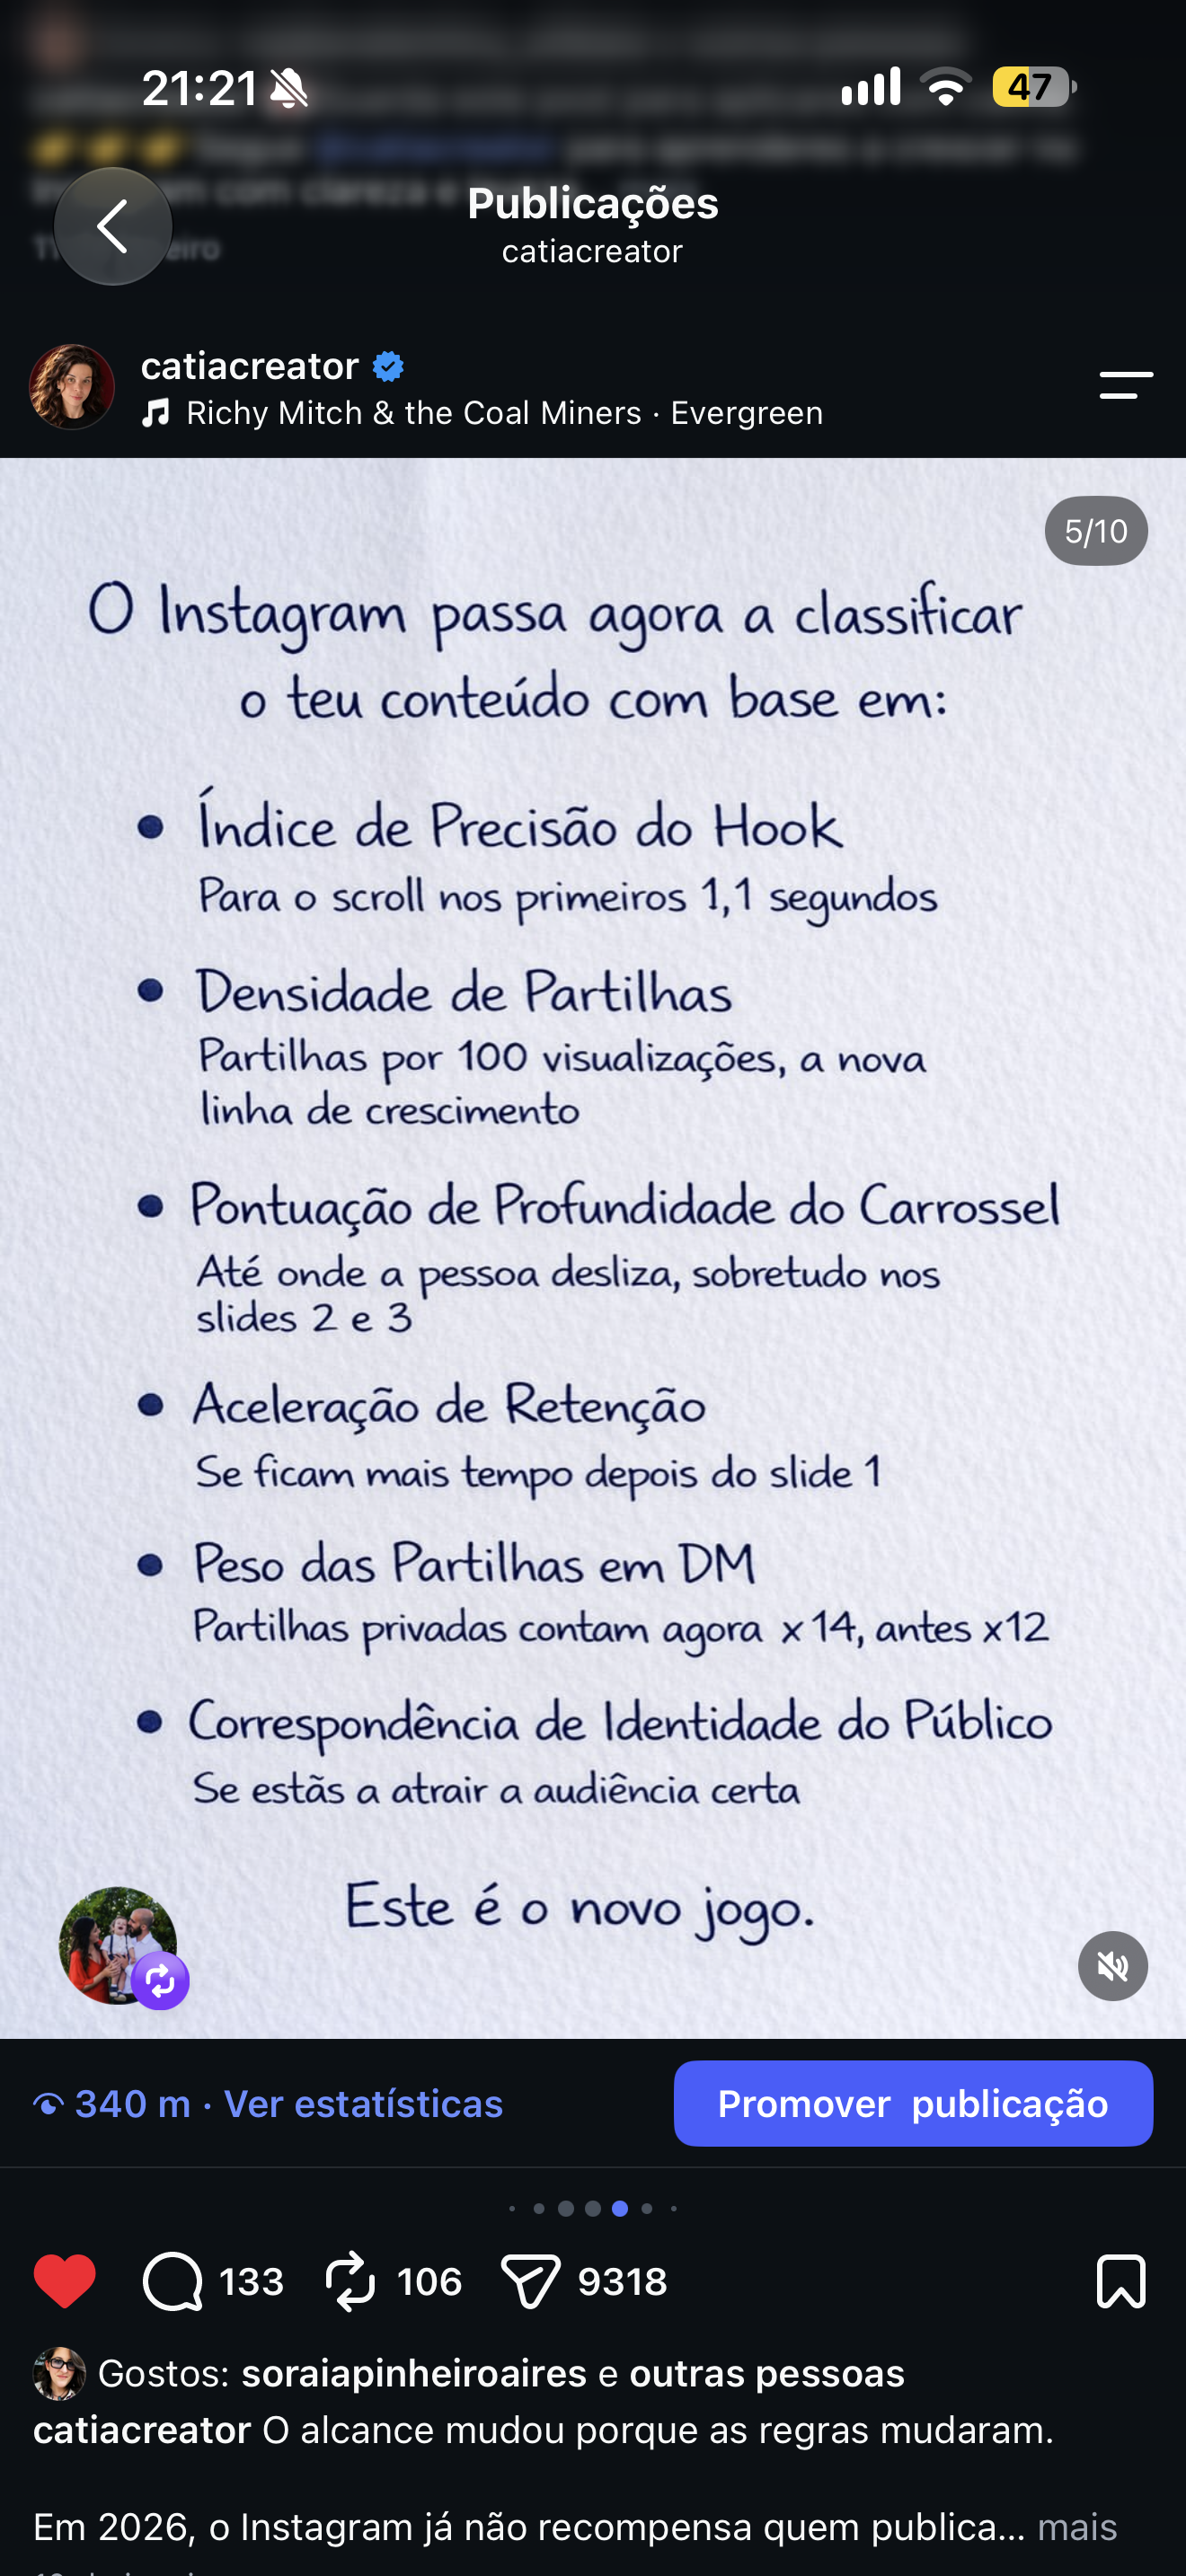 21:21
47
Publicações
catiacreator
catiacreator
Richy Mitch & the Coal Miners · Evergreen
5/10
O Instagram passa agora a classificar
o teu conteúdo com base em:
• Índice de Precisão do Hook
Para o scroll nos primeiros 1,1 segundos
• Densidade de Partilhas
Partilhas por 100 visualizações, a nova
linha de crescimento
• Pontuação de Profundidade do Carrossel
Até onde a pessoa desliza, sobretudo nos
slides 2 e 3
• Aceleração de Retenção
Se ficam mais tempo depois do slide 1
• Peso das Partilhas em DM
Partilhas privadas contam agora x14, antes x12
• Correspondência de Identidade do Público
Se estãs a atrair a audiência certa
Este é o novo jogo.
340 m · Ver estatísticas
Promover publicação
133
106
9318
Gostos: soraiapinheiroaires e outras pessoas
catiacreator O alcance mudou porque as regras mudaram.
Em 2026, o Instagram já não recompensa quem publica... mais